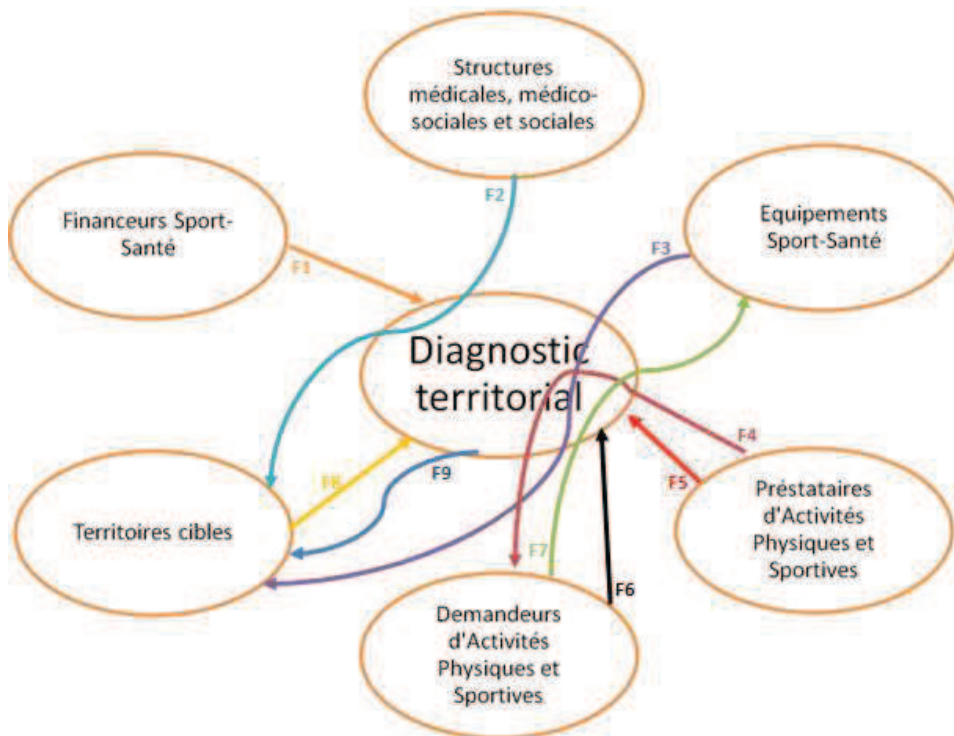 Structures
médicales, médico-
sociales et sociales
F2
Financeurs Sport-
Santé
F1
Equipements
Sport-Santé
F3
Diagnostic
territorial
F4
F5
Préstataires
d'Activités
Physiques et
Sportives
F8
F9
Territoires cibles
F7
F6
Demandeurs
d'Activités
Physiques et
Sportives